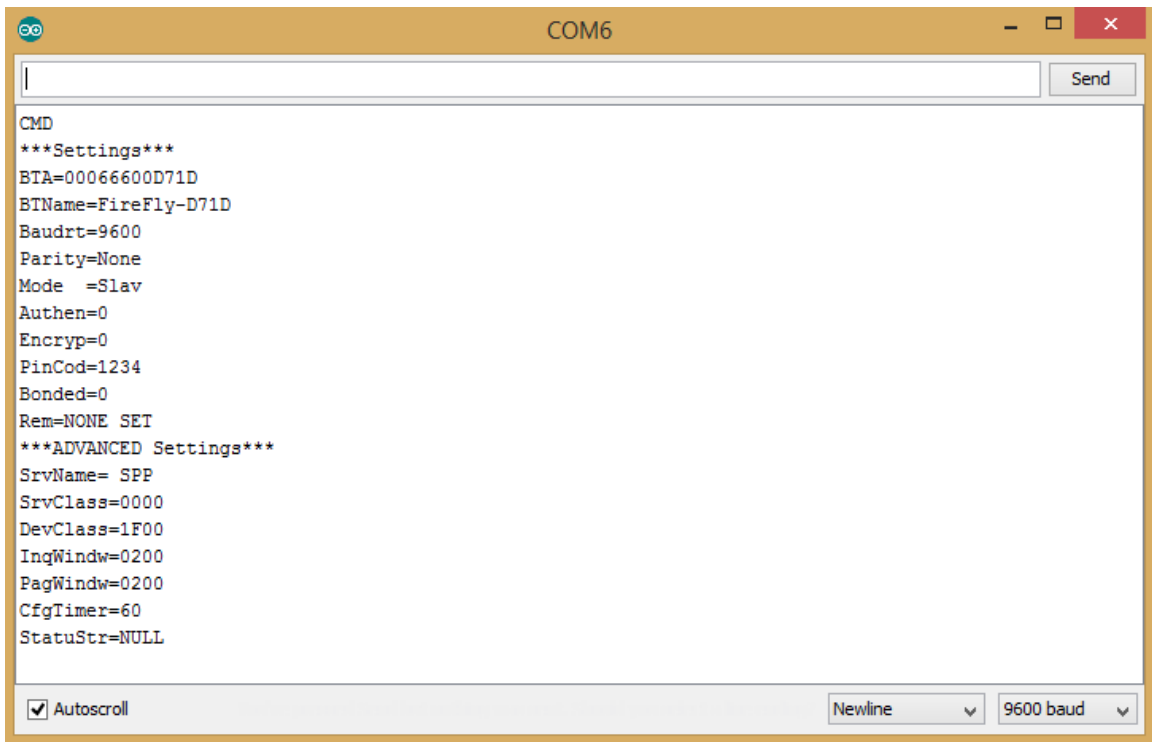 COM6
Send
CMD
***Settings***
BTA=00066600D71D
BTName=FireFly-D71D
Baudrt=9600
Parity=None
Mode  =Slav
Authen=0
Encryp=0
PinCod=1234
Bonded=0
Rem=NONE SET
***ADVANCED Settings***
SrvName= SPP
SrvClass=0000
DevClass=1F00
InqWindw=0200
PagWindw=0200
CfgTimer=60
StatuStr=NULL
Autoscroll Newline 9600 baud